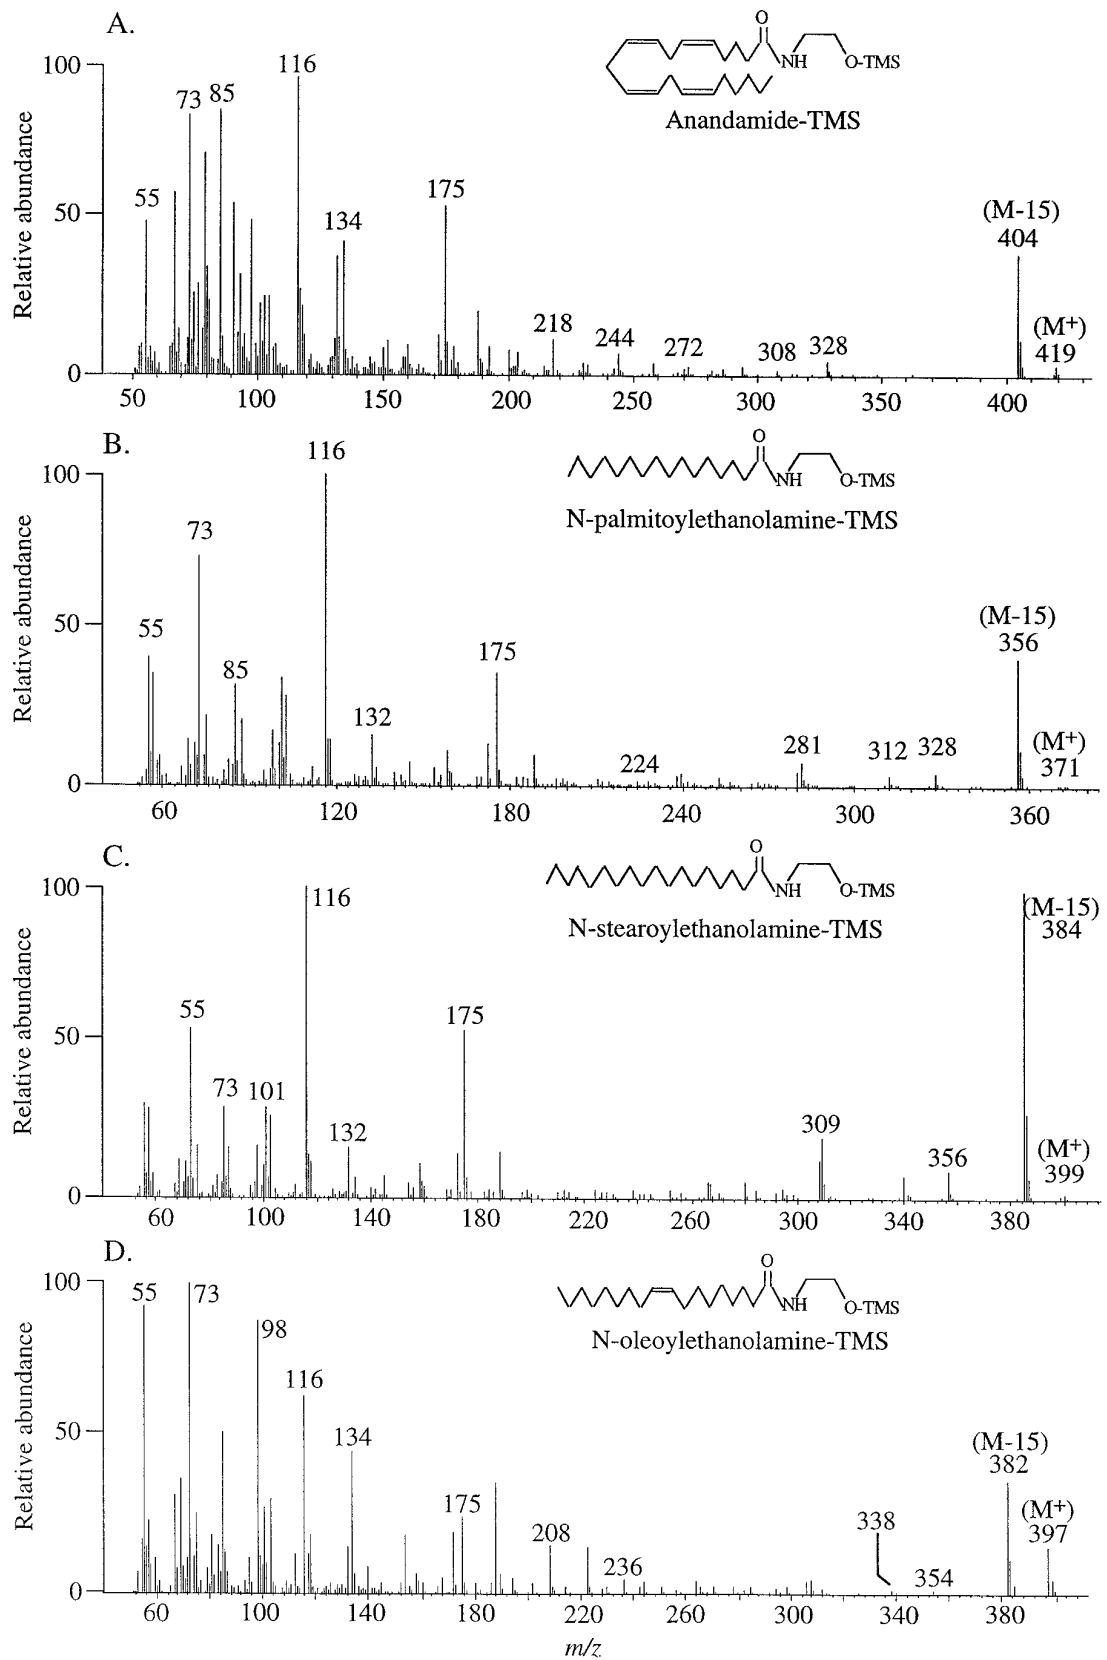 A.
O
NH
O-TMS
Anandamide-TMS
Relative abundance
100
50
0
55
73
85
116
134
175
218
244
272
308
328
(M-15)
404
(M+)
419
50
100
150
200
250
300
350
400
B.
O
NH
O-TMS
N-palmitoylethanolamine-TMS
Relative abundance
100
50
0
55
73
85
116
132
175
224
281
312
328
(M-15)
356
(M+)
371
60
120
180
240
300
360
C.
O
NH
O-TMS
N-stearoylethanolamine-TMS
Relative abundance
100
50
0
55
73
101
116
132
175
309
356
(M-15)
384
(M+)
399
60
100
140
180
220
260
300
340
380
D.
O
NH
O-TMS
N-oleoylethanolamine-TMS
Relative abundance
100
50
0
55
73
98
116
134
175
208
236
338
354
(M-15)
382
(M+)
397
60
100
140
180
220
260
300
340
380
m/z